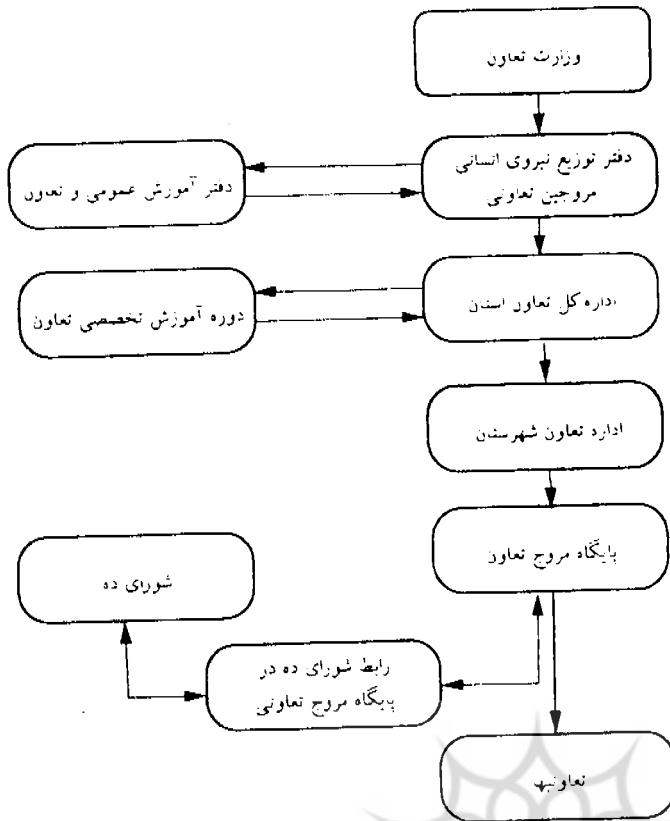 وزارت تعاون
دفتر توزیع نیروی انسانی
مروجین تعاونی
دفتر آموزش عمومی و تعاون
اداره کل تعاون استان
دوره آموزش تخصصی تعاون
اداره تعاون شهرستان
پایگاه مروج تعاون
شورای ده
رابط شورای ده در
پایگاه مروج تعاونی
تعاونیها